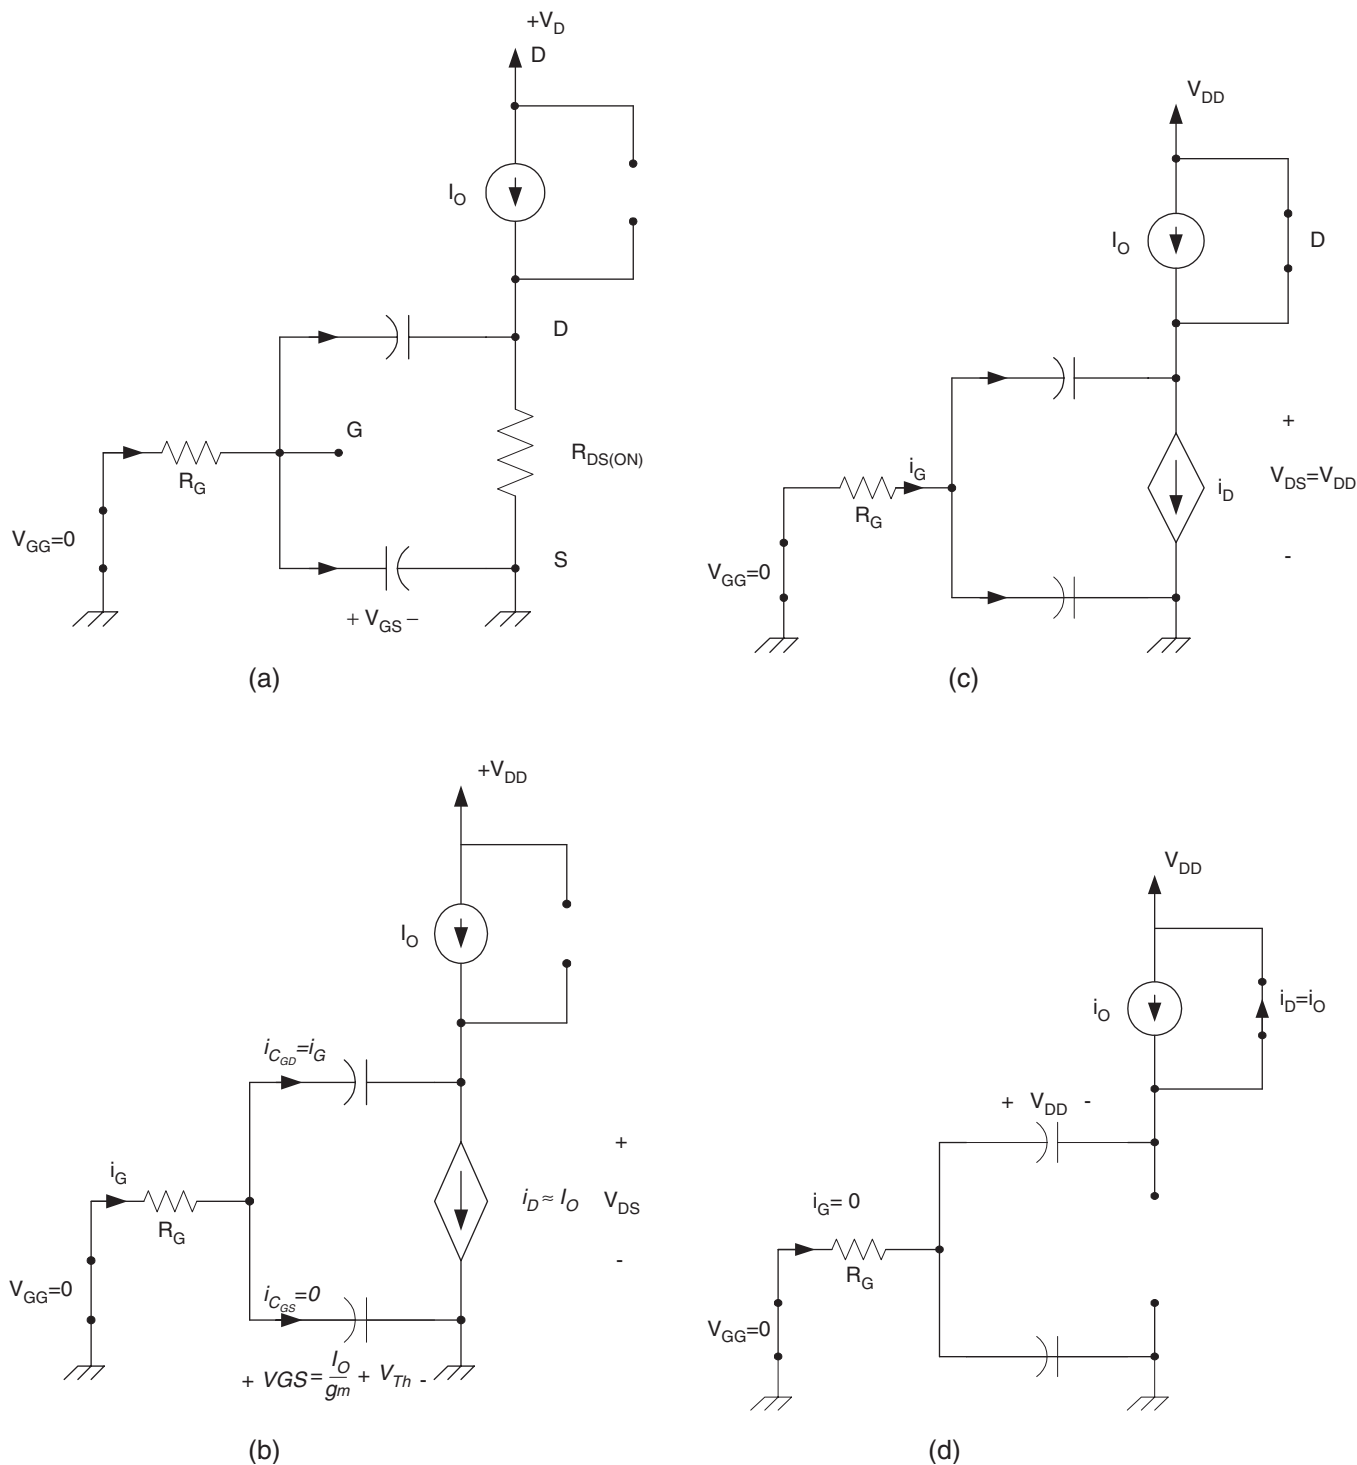 +V_D
D
I_O
D
G
R_G
R_DS(ON)
V_GG=0
S
+ V_GS –
(a)
V_DD
I_O
D
i_G
R_G
i_D
+
V_DS=V_DD
-
V_GG=0
(c)
+V_DD
I_O
i_C_GD=i_G
i_G
R_G
+
i_D ≈ I_O
V_DS
-
V_GG=0
i_C_GS=0
+ VGS = I_O/gm + V_Th -
(b)
V_DD
i_O
i_D=i_O
+ V_DD -
i_G= 0
R_G
V_GG=0
(d)